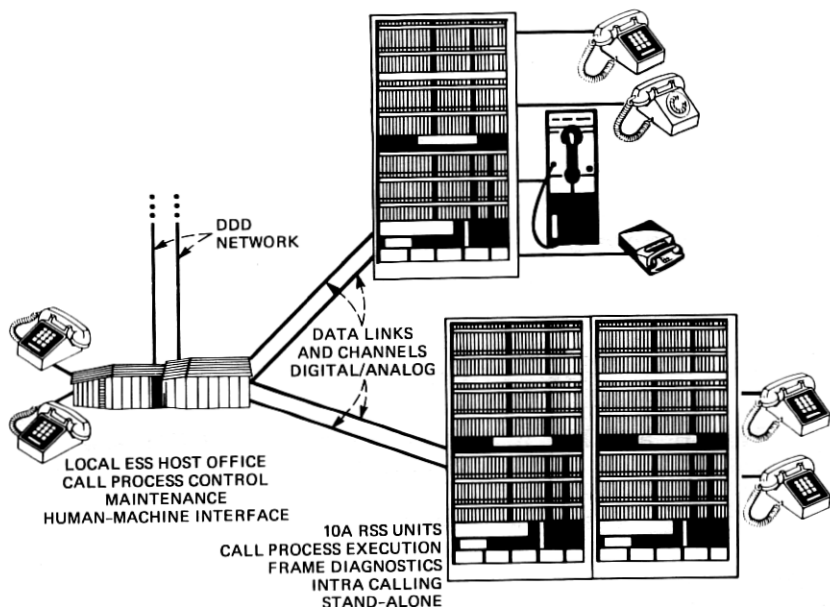 DDD
NETWORK
DATA LINKS
AND CHANNELS
DIGITAL/ANALOG
LOCAL ESS HOST OFFICE
CALL PROCESS CONTROL
MAINTENANCE
HUMAN-MACHINE INTERFACE
10A RSS UNITS
CALL PROCESS EXECUTION
FRAME DIAGNOSTICS
INTRA CALLING
STAND-ALONE